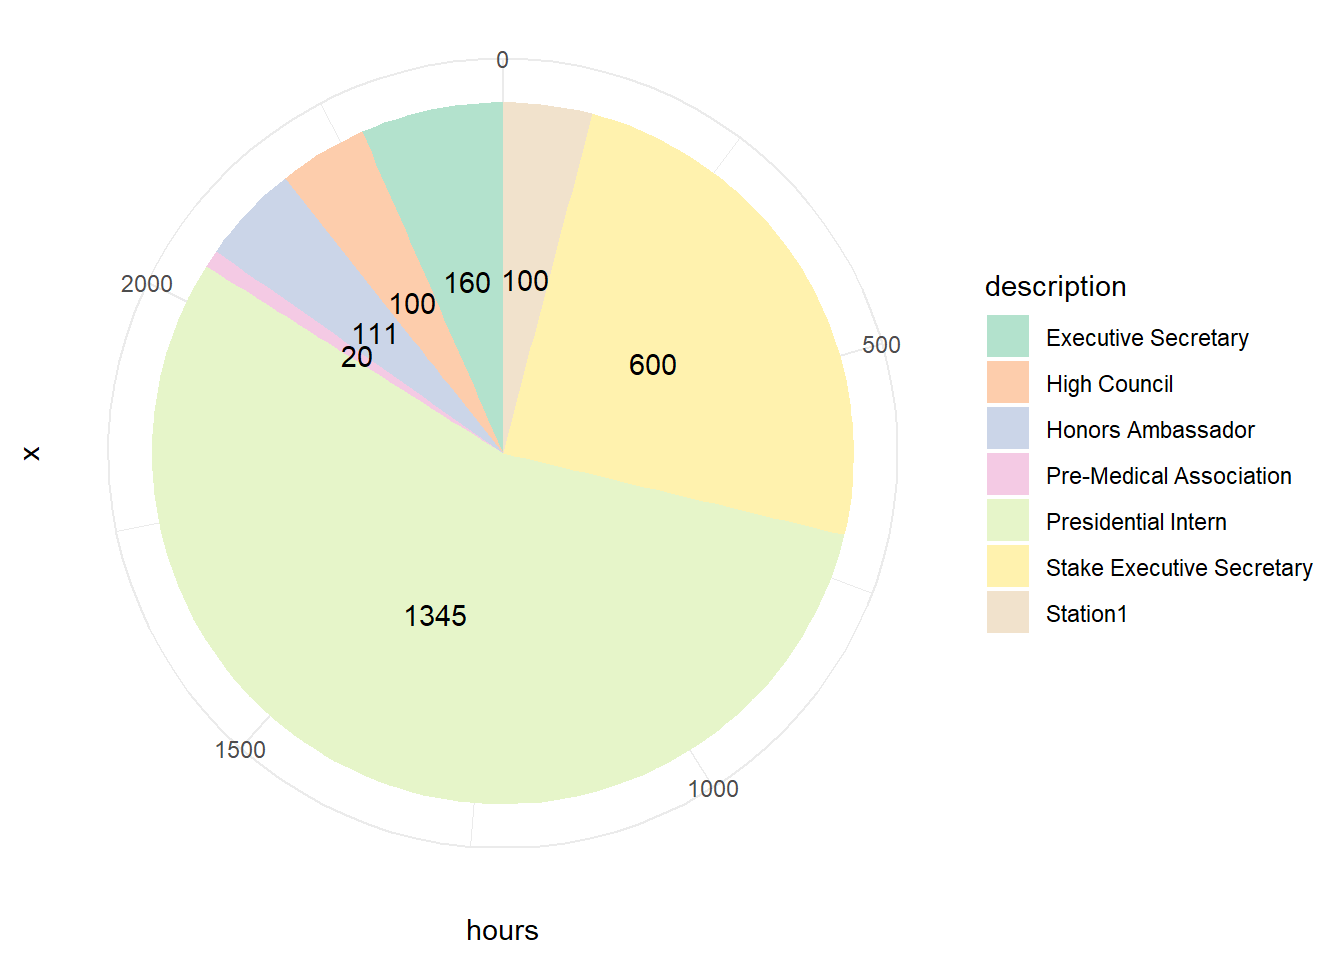 0
500
1000
1500
2000
160
100
100
111
20
600
1345
x
hours
description
Executive Secretary
High Council
Honors Ambassador
Pre-Medical Association
Presidential Intern
Stake Executive Secretary
Station1